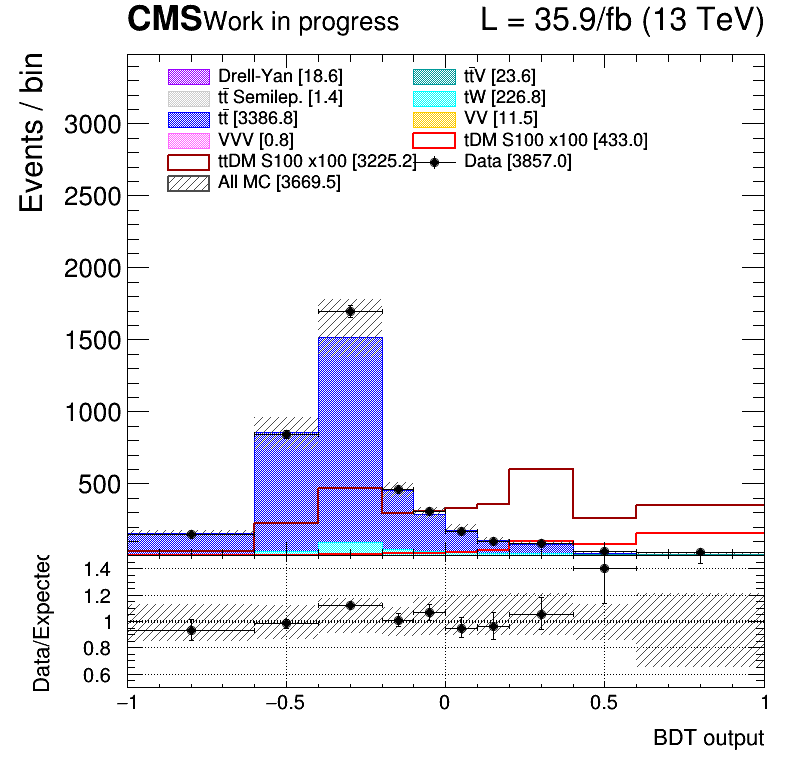 CMS Work in progress L = 35.9/fb (13 TeV)
Events / bin
3000
2500
2000
1500
1000
500
Drell-Yan [18.6]
tt̄ Semilep. [1.4]
tt̄ [3386.8]
VVV [0.8]
ttDM S100 x100 [3225.2]
All MC [3669.5]
tt̄V [23.6]
tW [226.8]
VV [11.5]
tDM S100 x100 [433.0]
Data [3857.0]
Data/Expected
1.4
1.2
1
0.8
0.6
−1 −0.5 0 0.5 1
BDT output